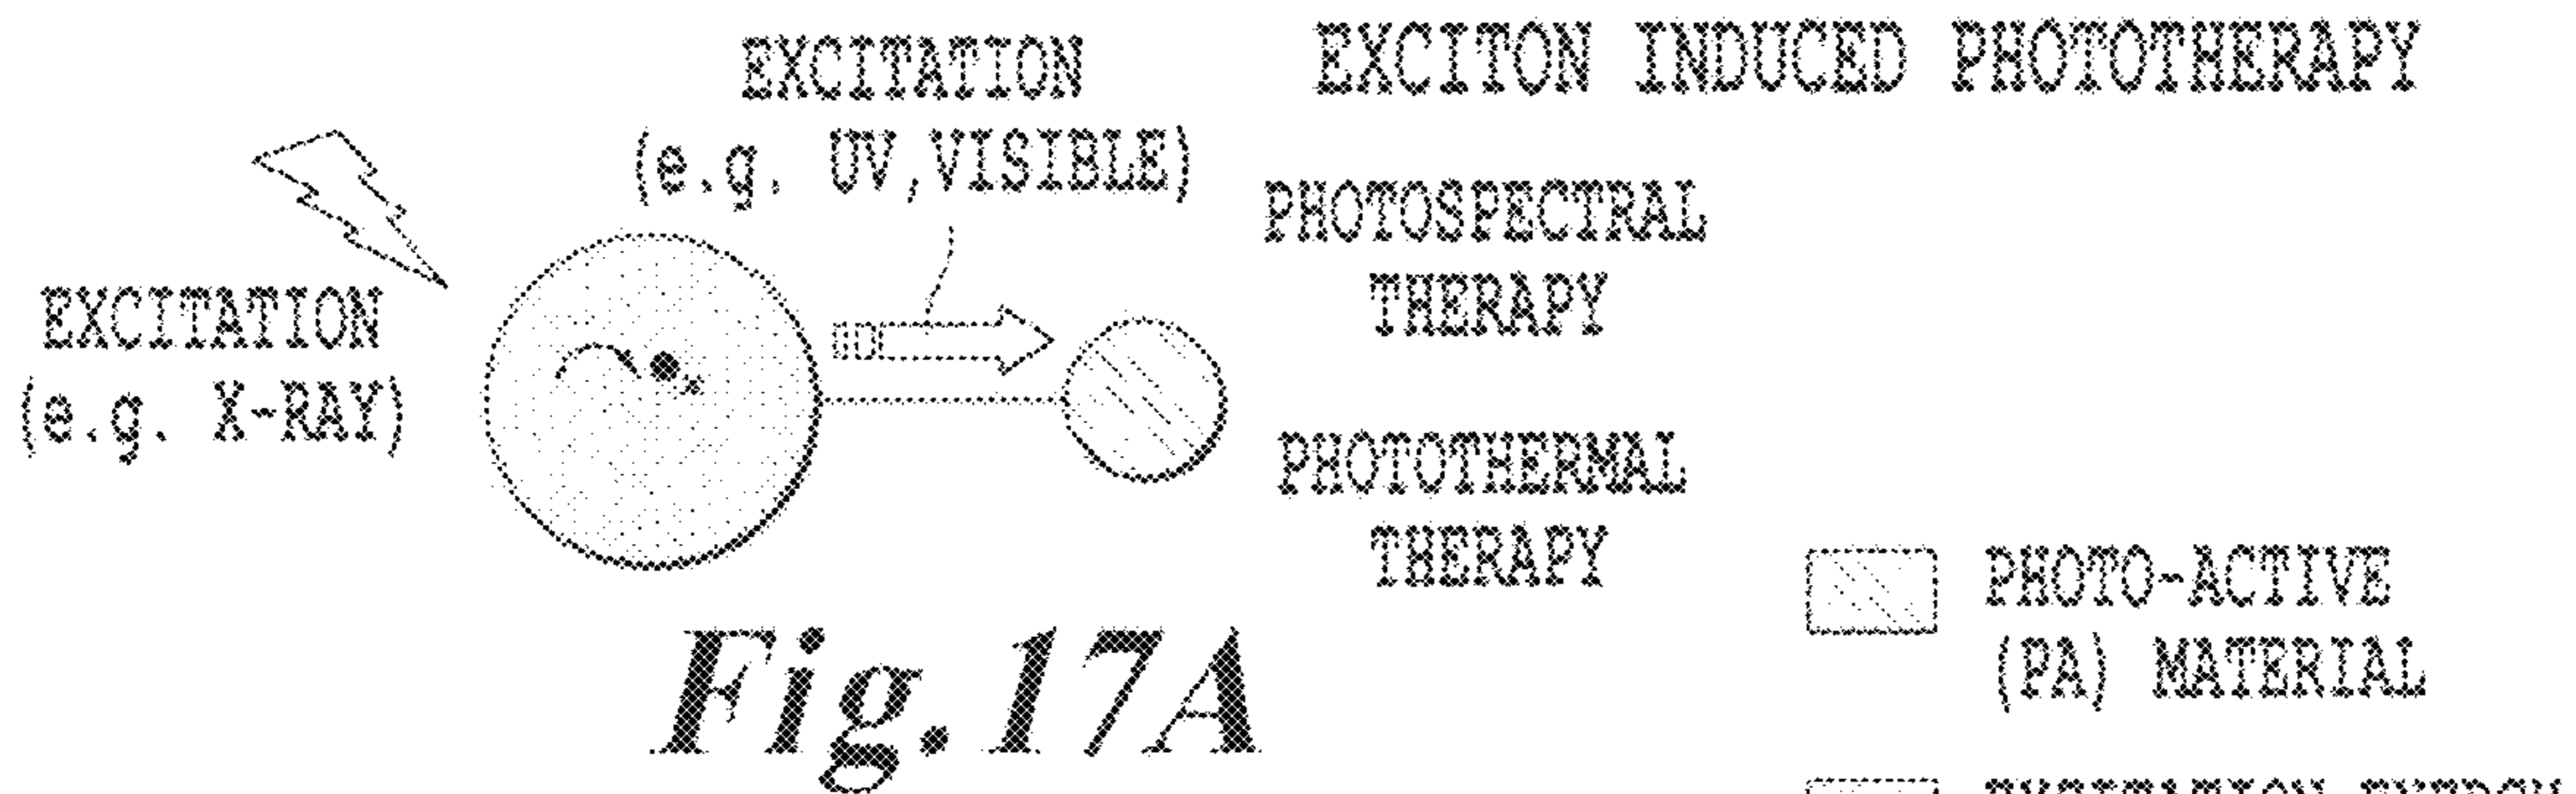 EXCITATION
(e.g. UV,VISIBLE)
EXCITON INDUCED PHOTOTHERAPY
EXCITATION
(e.g. X-RAY)
PHOTOSPECTRAL
THERAPY
PHOTOTHERMAL
THERAPY
PHOTO-ACTIVE
(PA) MATERIAL
Fig.17A